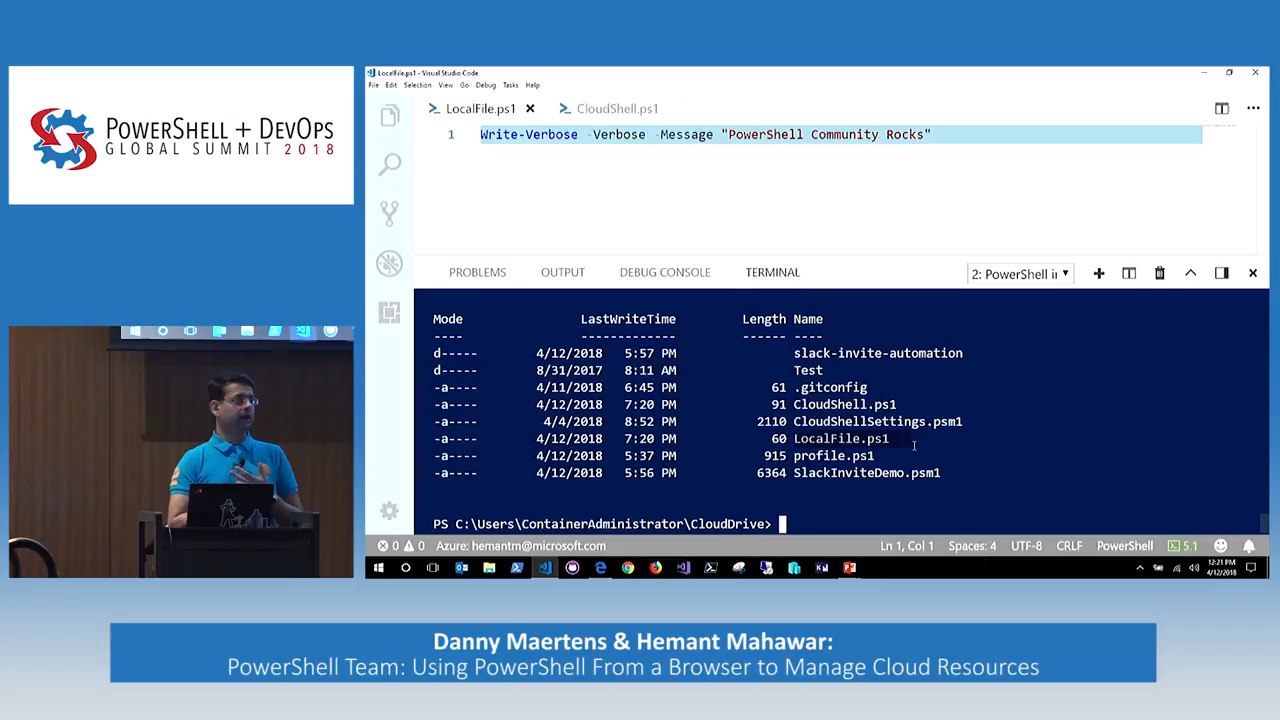 POWERSHELL + DEVOPS
GLOBAL SUMMIT 2018
LocalFile.ps1 - Visual Studio Code
File Edit Selection View Go Debug Tasks Help
LocalFile.ps1 CloudShell.ps1
1 Write-Verbose -Verbose -Message "PowerShell Community Rocks"
PROBLEMS OUTPUT DEBUG CONSOLE TERMINAL 2: PowerShell in
Mode LastWriteTime Length Name
---- ------------- ------ ----
d----- 4/12/2018 5:57 PM slack-invite-automation
d----- 8/31/2017 8:11 AM Test
-a---- 4/11/2018 6:45 PM 61 .gitconfig
-a---- 4/12/2018 7:20 PM 91 CloudShell.ps1
-a---- 4/4/2018 8:52 PM 2110 CloudShellSettings.psm1
-a---- 4/12/2018 7:20 PM 60 LocalFile.ps1
-a---- 4/12/2018 5:37 PM 915 profile.ps1
-a---- 4/12/2018 5:56 PM 6364 SlackInviteDemo.psm1
PS C:\Users\ContainerAdministrator\CloudDrive>
0 0 Azure: hemantm@microsoft.com Ln 1, Col 1 Spaces: 4 UTF-8 CRLF PowerShell 5.1
12:21 PM
4/12/2018
Danny Maertens & Hemant Mahawar:
PowerShell Team: Using PowerShell From a Browser to Manage Cloud Resources